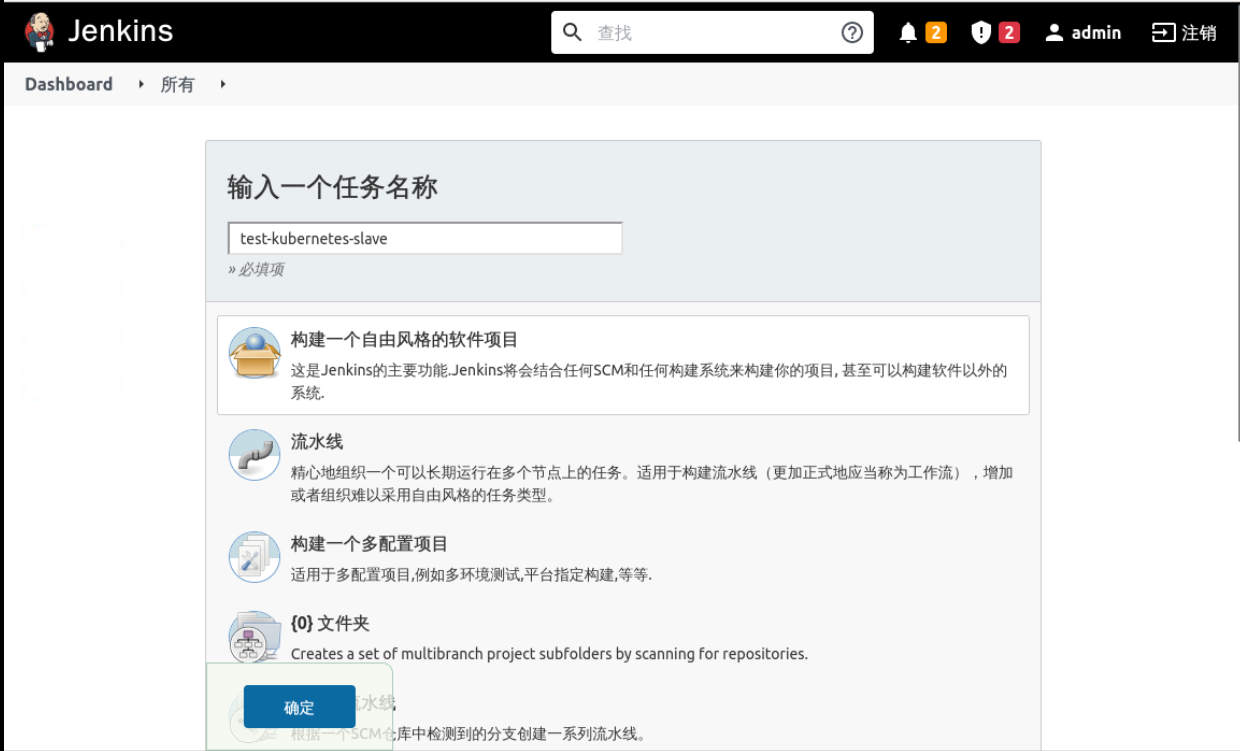 Jenkins
查找
2
2
admin
注销
Dashboard
所有
输入一个任务名称
test-kubernetes-slave
» 必填项
构建一个自由风格的软件项目
这是Jenkins的主要功能.Jenkins将会结合任何SCM和任何构建系统来构建你的项目, 甚至可以构建软件以外的
系统.
流水线
精心地组织一个可以长期运行在多个节点上的任务。适用于构建流水线（更加正式地应当称为工作流），增加
或者组织难以采用自由风格的任务类型。
构建一个多配置项目
适用于多配置项目,例如多环境测试,平台指定构建,等等.
{0} 文件夹
Creates a set of multibranch project subfolders by scanning for repositories.
流水线
确定
根据一个SCM仓库中检测到的分支创建一系列流水线。